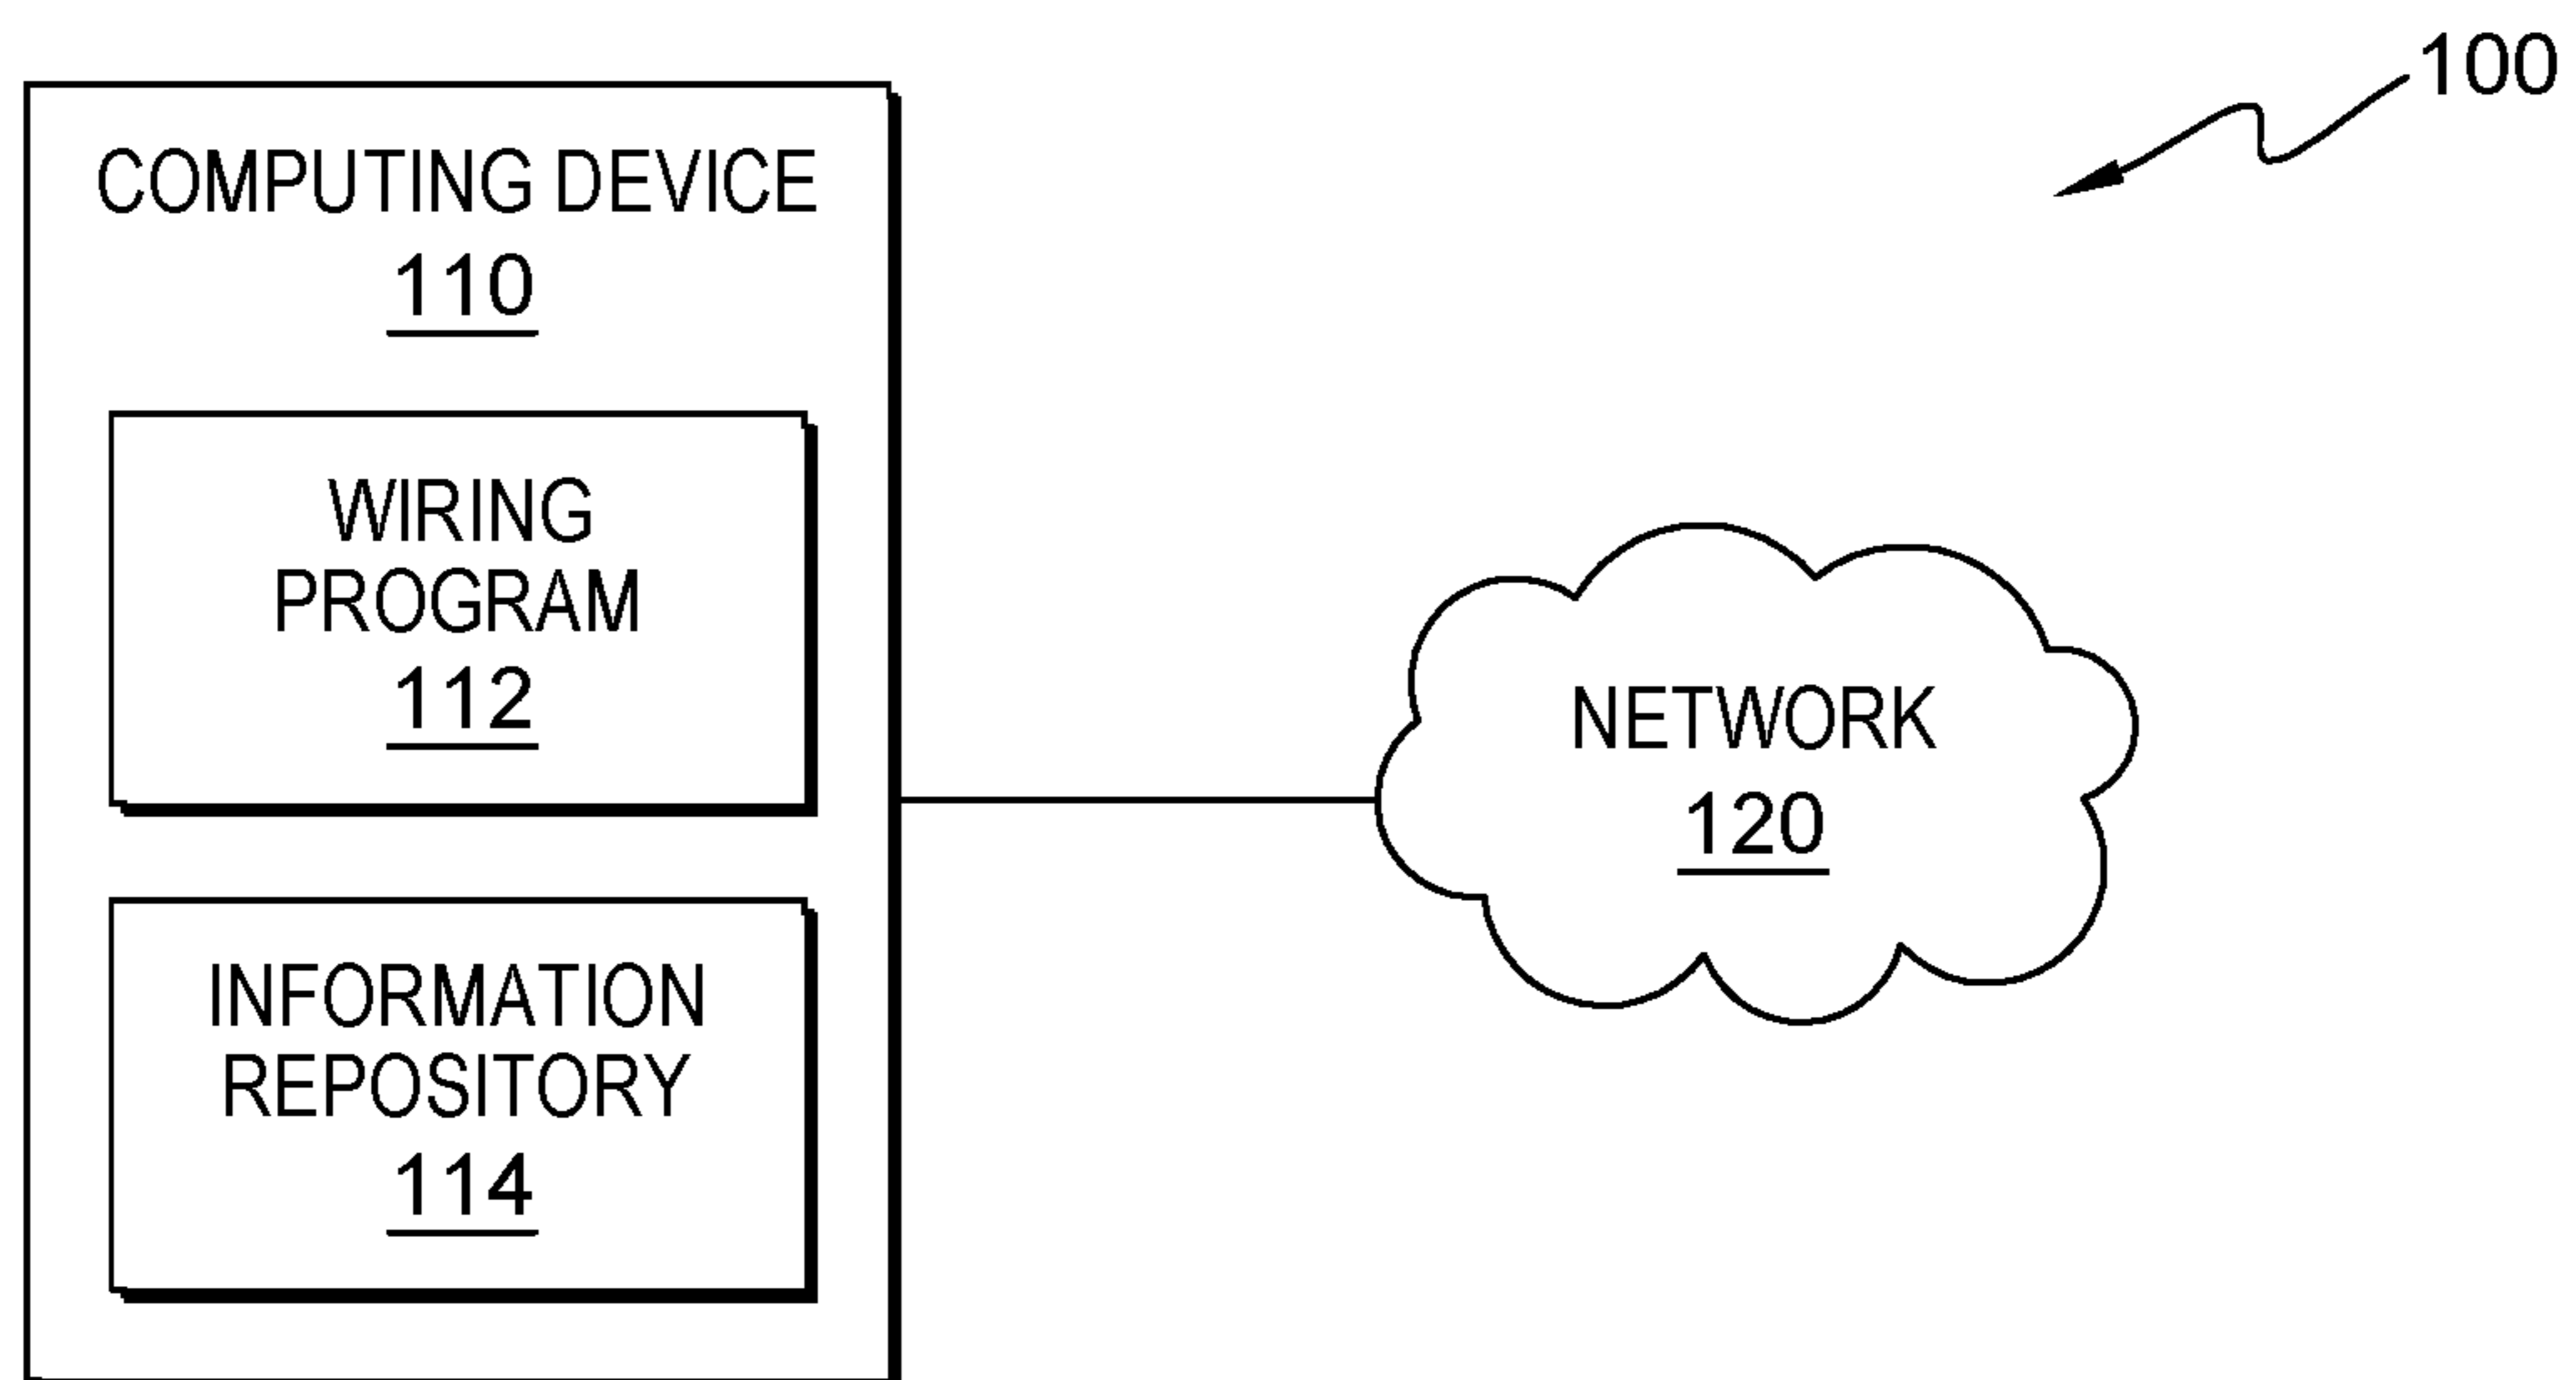 100
COMPUTING DEVICE
110
WIRING
PROGRAM
112
INFORMATION
REPOSITORY
114
NETWORK
120